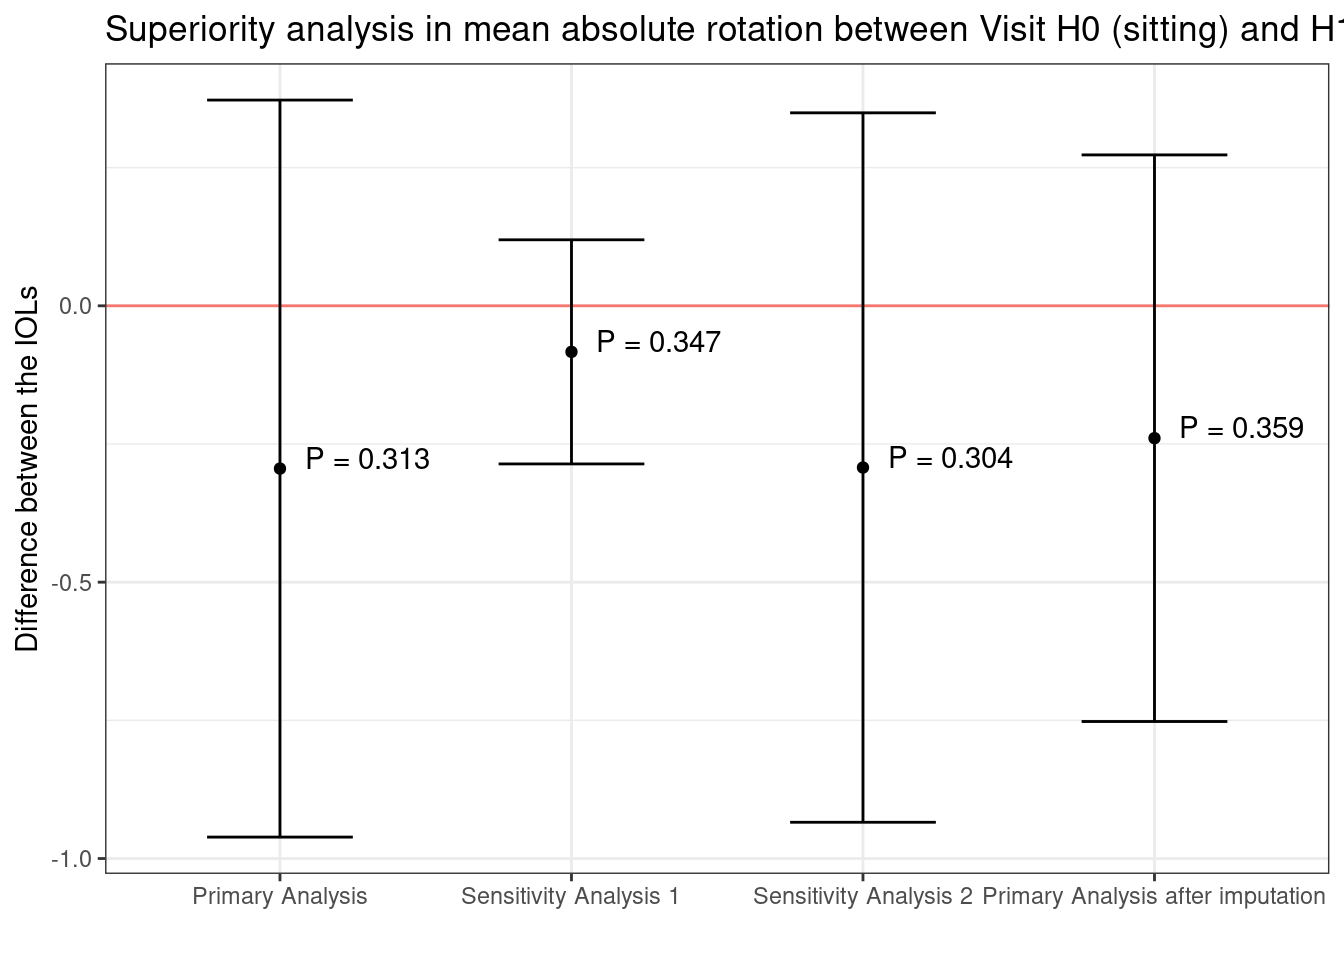 Superiority analysis in mean absolute rotation between Visit H0 (sitting) and
Difference between the IOLs
0.0
-0.5
-1.0
P = 0.313
P = 0.347
P = 0.304
P = 0.359
Primary Analysis
Sensitivity Analysis 1
Sensitivity Analysis 2
Primary Analysis after imputation